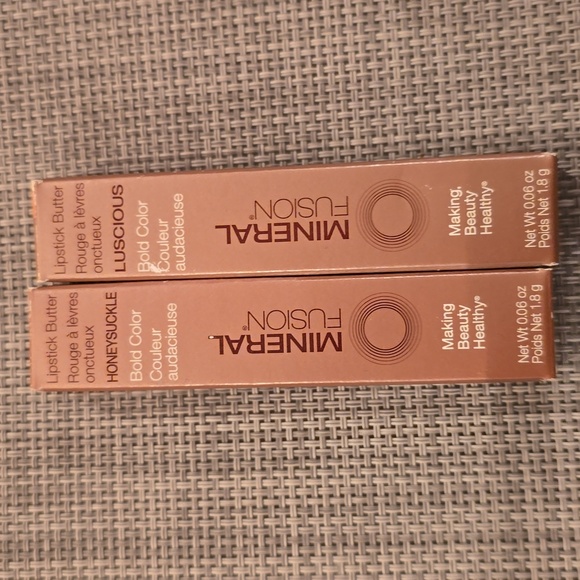 Lipstick Butter
Rouge à lèvres
onctueux
LUSCIOUS
Bold Color
Couleur
audacieuse
MINERAL
FUSION®
Making,
Beauty
Healthy®
Net Wt 0.06 oz
Poids Net 1.8 g
Lipstick Butter
Rouge à lèvres
onctueux
HONEYSUCKLE
Bold Color
Couleur
audacieuse
MINERAL
FUSION®
Making
Beauty
Healthy®
Net Wt 0.06 oz
Poids Net 1.8 g